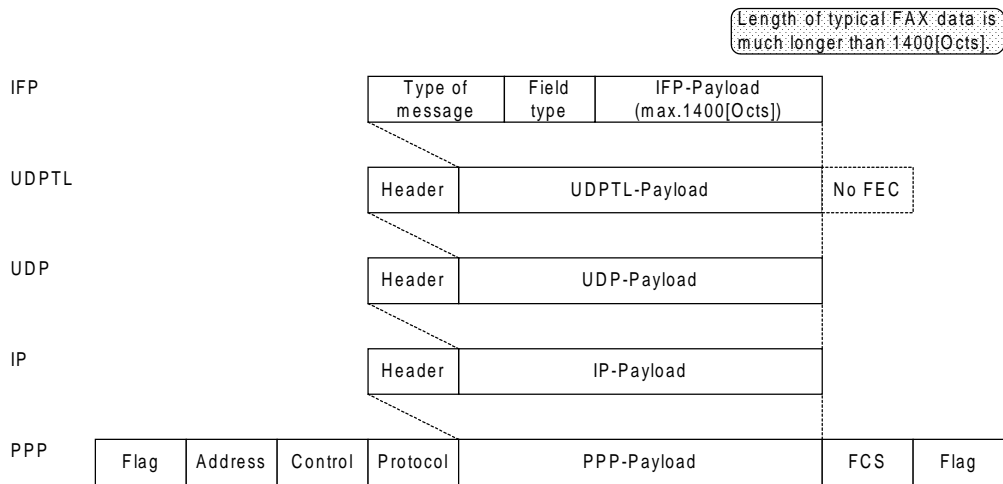 Length of typical FAX data is
much longer than 1400[Octs].
IFP
Type of
message
Field
type
IFP-Payload
(max.1400[Octs])
UDPTL
Header
UDPTL-Payload
No FEC
UDP
Header
UDP-Payload
IP
Header
IP-Payload
PPP
Flag
Address
Control
Protocol
PPP-Payload
FCS
Flag